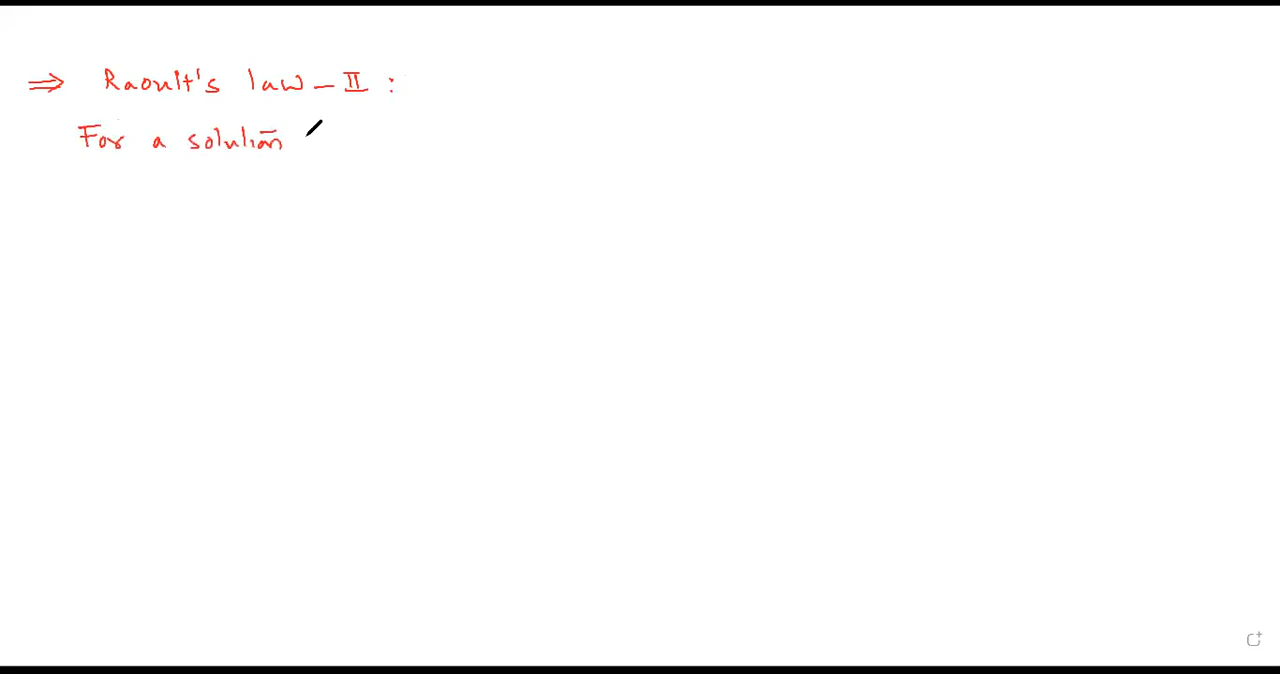 ⇒ Raoult's law - II :
For a solution